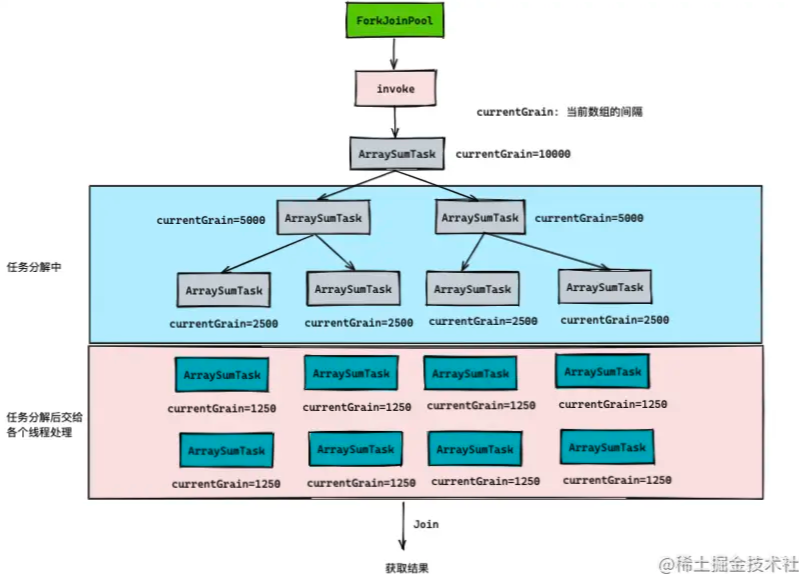 ForkJoinPool
invoke
currentGrain: 当前数组的间隔
ArraySumTask
currentGrain=10000
currentGrain=5000
ArraySumTask
ArraySumTask
currentGrain=5000
任务分解中
ArraySumTask
ArraySumTask
ArraySumTask
ArraySumTask
currentGrain=2500
currentGrain=2500
currentGrain=2500
currentGrain=2500
ArraySumTask
ArraySumTask
ArraySumTask
ArraySumTask
currentGrain=1250
currentGrain=1250
currentGrain=1250
currentGrain=1250
任务分解后交给
各个线程处理
ArraySumTask
ArraySumTask
ArraySumTask
ArraySumTask
currentGrain=1250
currentGrain=1250
currentGrain=1250
currentGrain=1250
Join
获取结果
@稀土掘金技术社